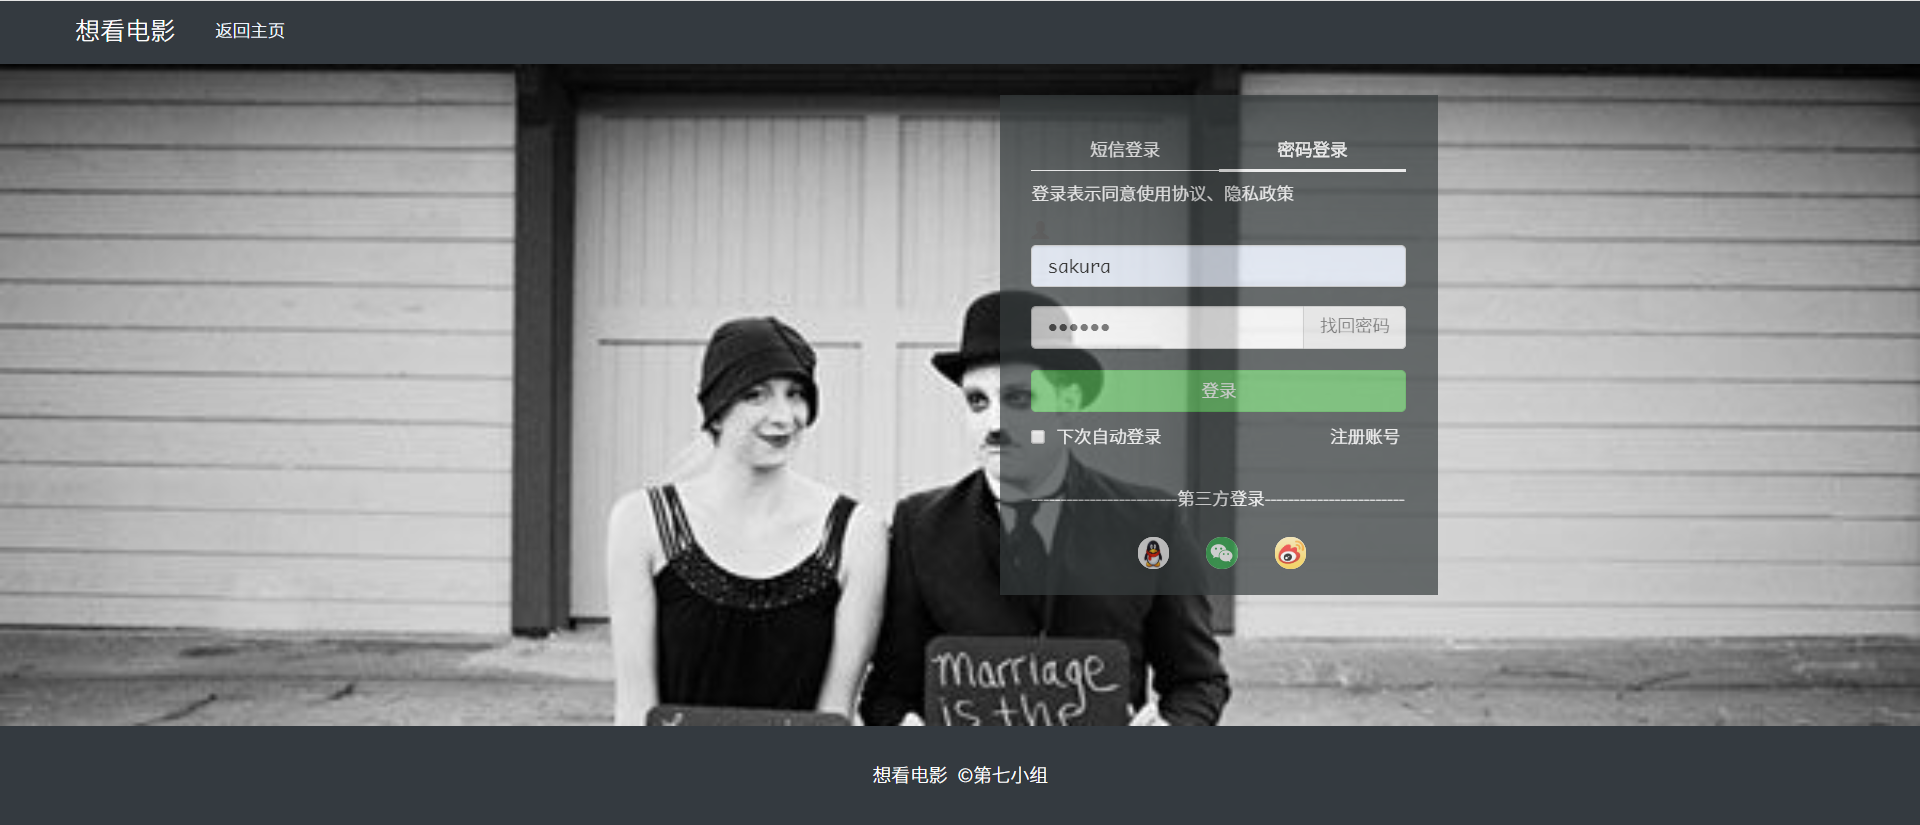 想看电影 返回主页
短信登录 密码登录
登录表示同意使用协议、隐私政策
sakura
•••••• 找回密码
登录
下次自动登录 注册账号
-------------------------第三方登录------------------------
marriage
is the
想看电影 ©第七小组